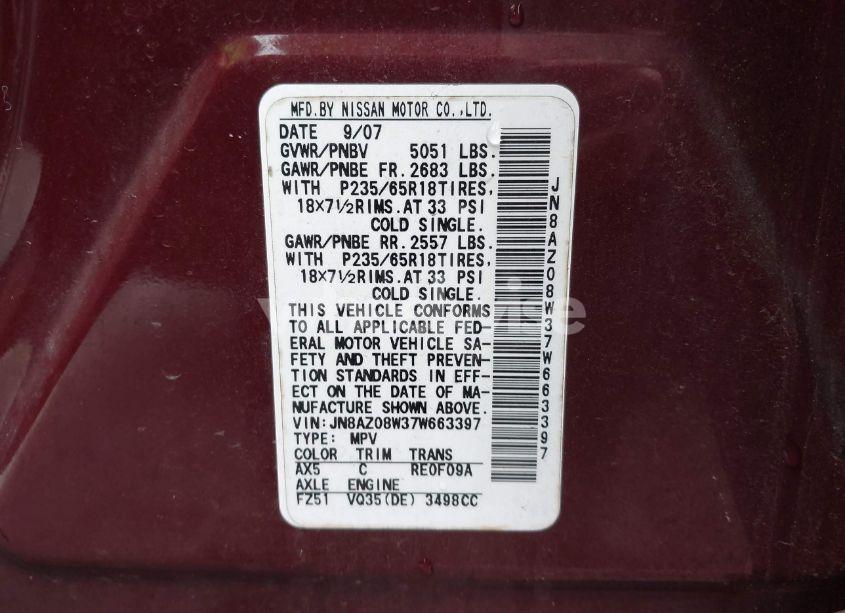 MFD.BY NISSAN MOTOR CO.,LTD.
DATE 9/07
GVWR/PNBV 5051 LBS.
GAWR/PNBE FR. 2683 LBS.
WITH P235/65R18TIRES,
18×7½RIMS.AT 33 PSI
COLD SINGLE.
GAWR/PNBE RR. 2557 LBS.
WITH P235/65R18TIRES,
18×7½RIMS.AT 33 PSI
COLD SINGLE.
THIS VEHICLE CONFORMS
TO ALL APPLICABLE FED-
ERAL MOTOR VEHICLE SA-
FETY AND THEFT PREVEN-
TION STANDARDS IN EFF-
ECT ON THE DATE OF MA-
NUFACTURE SHOWN ABOVE.
VIN:JN8AZ08W37W663397
TYPE: MPV
COLOR TRIM TRANS
AX5 C RE0F09A
AXLE ENGINE
FZ51 VQ35(DE) 3498CC
JN8AZ08W37W663397